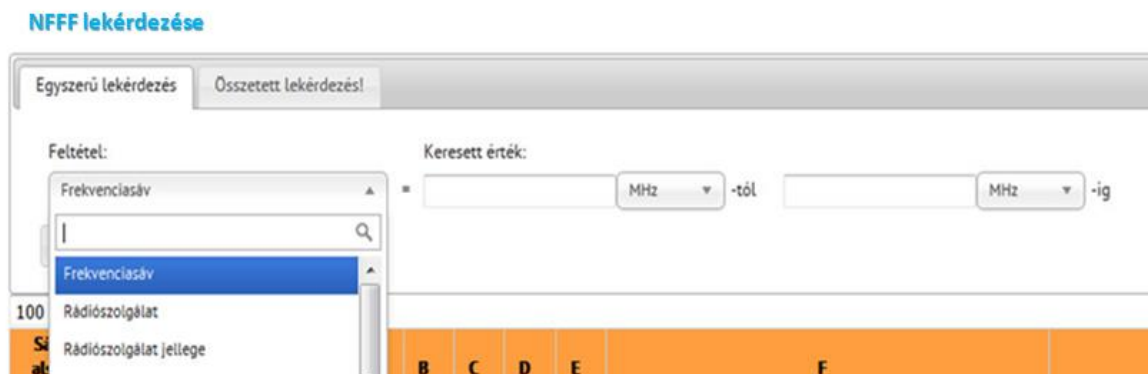 NFFF lekérdezése
Egyszerű lekérdezés Összetett lekérdezés!
Feltétel: Keresett érték:
Frekvenciasáv = MHz -tól MHz -ig
Frekvenciasáv
Rádiószolgálat
100
Rádiószolgálat jellege
B C D E F